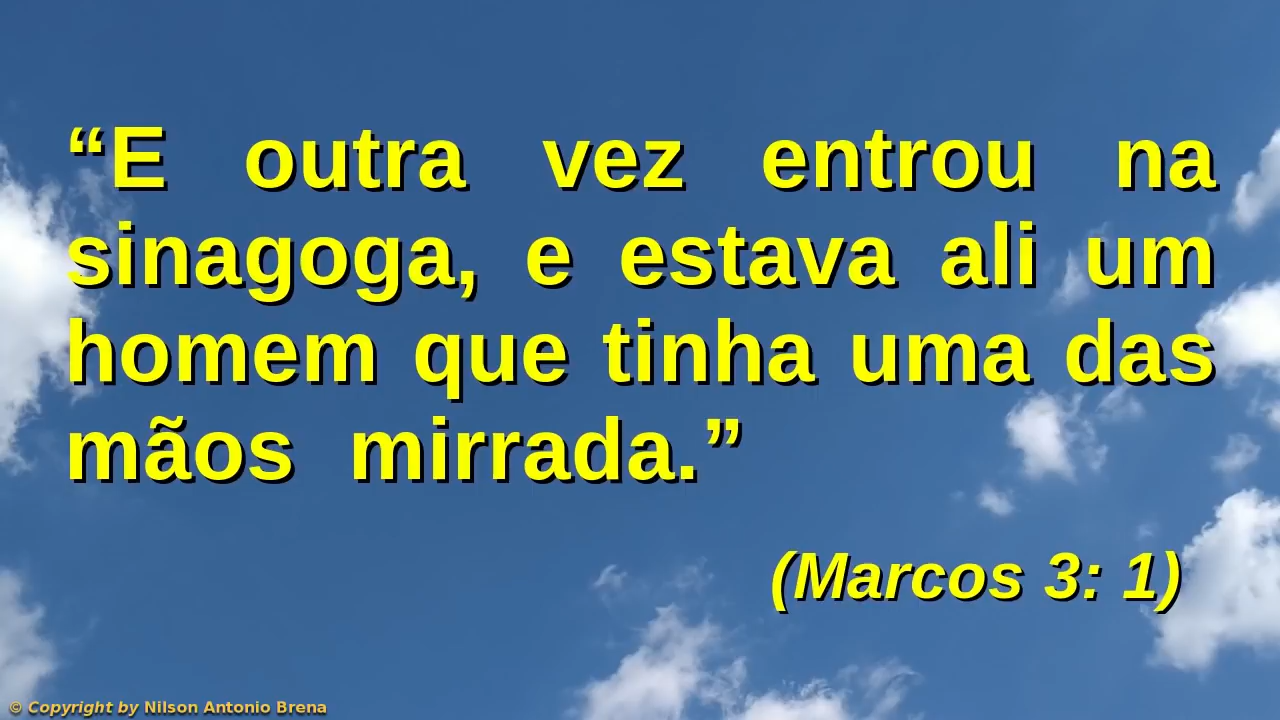 “E outra vez entrou na
sinagoga, e estava ali um
homem que tinha uma das
mãos mirrada.”
(Marcos 3: 1)
© Copyright by Nilson Antonio Brena